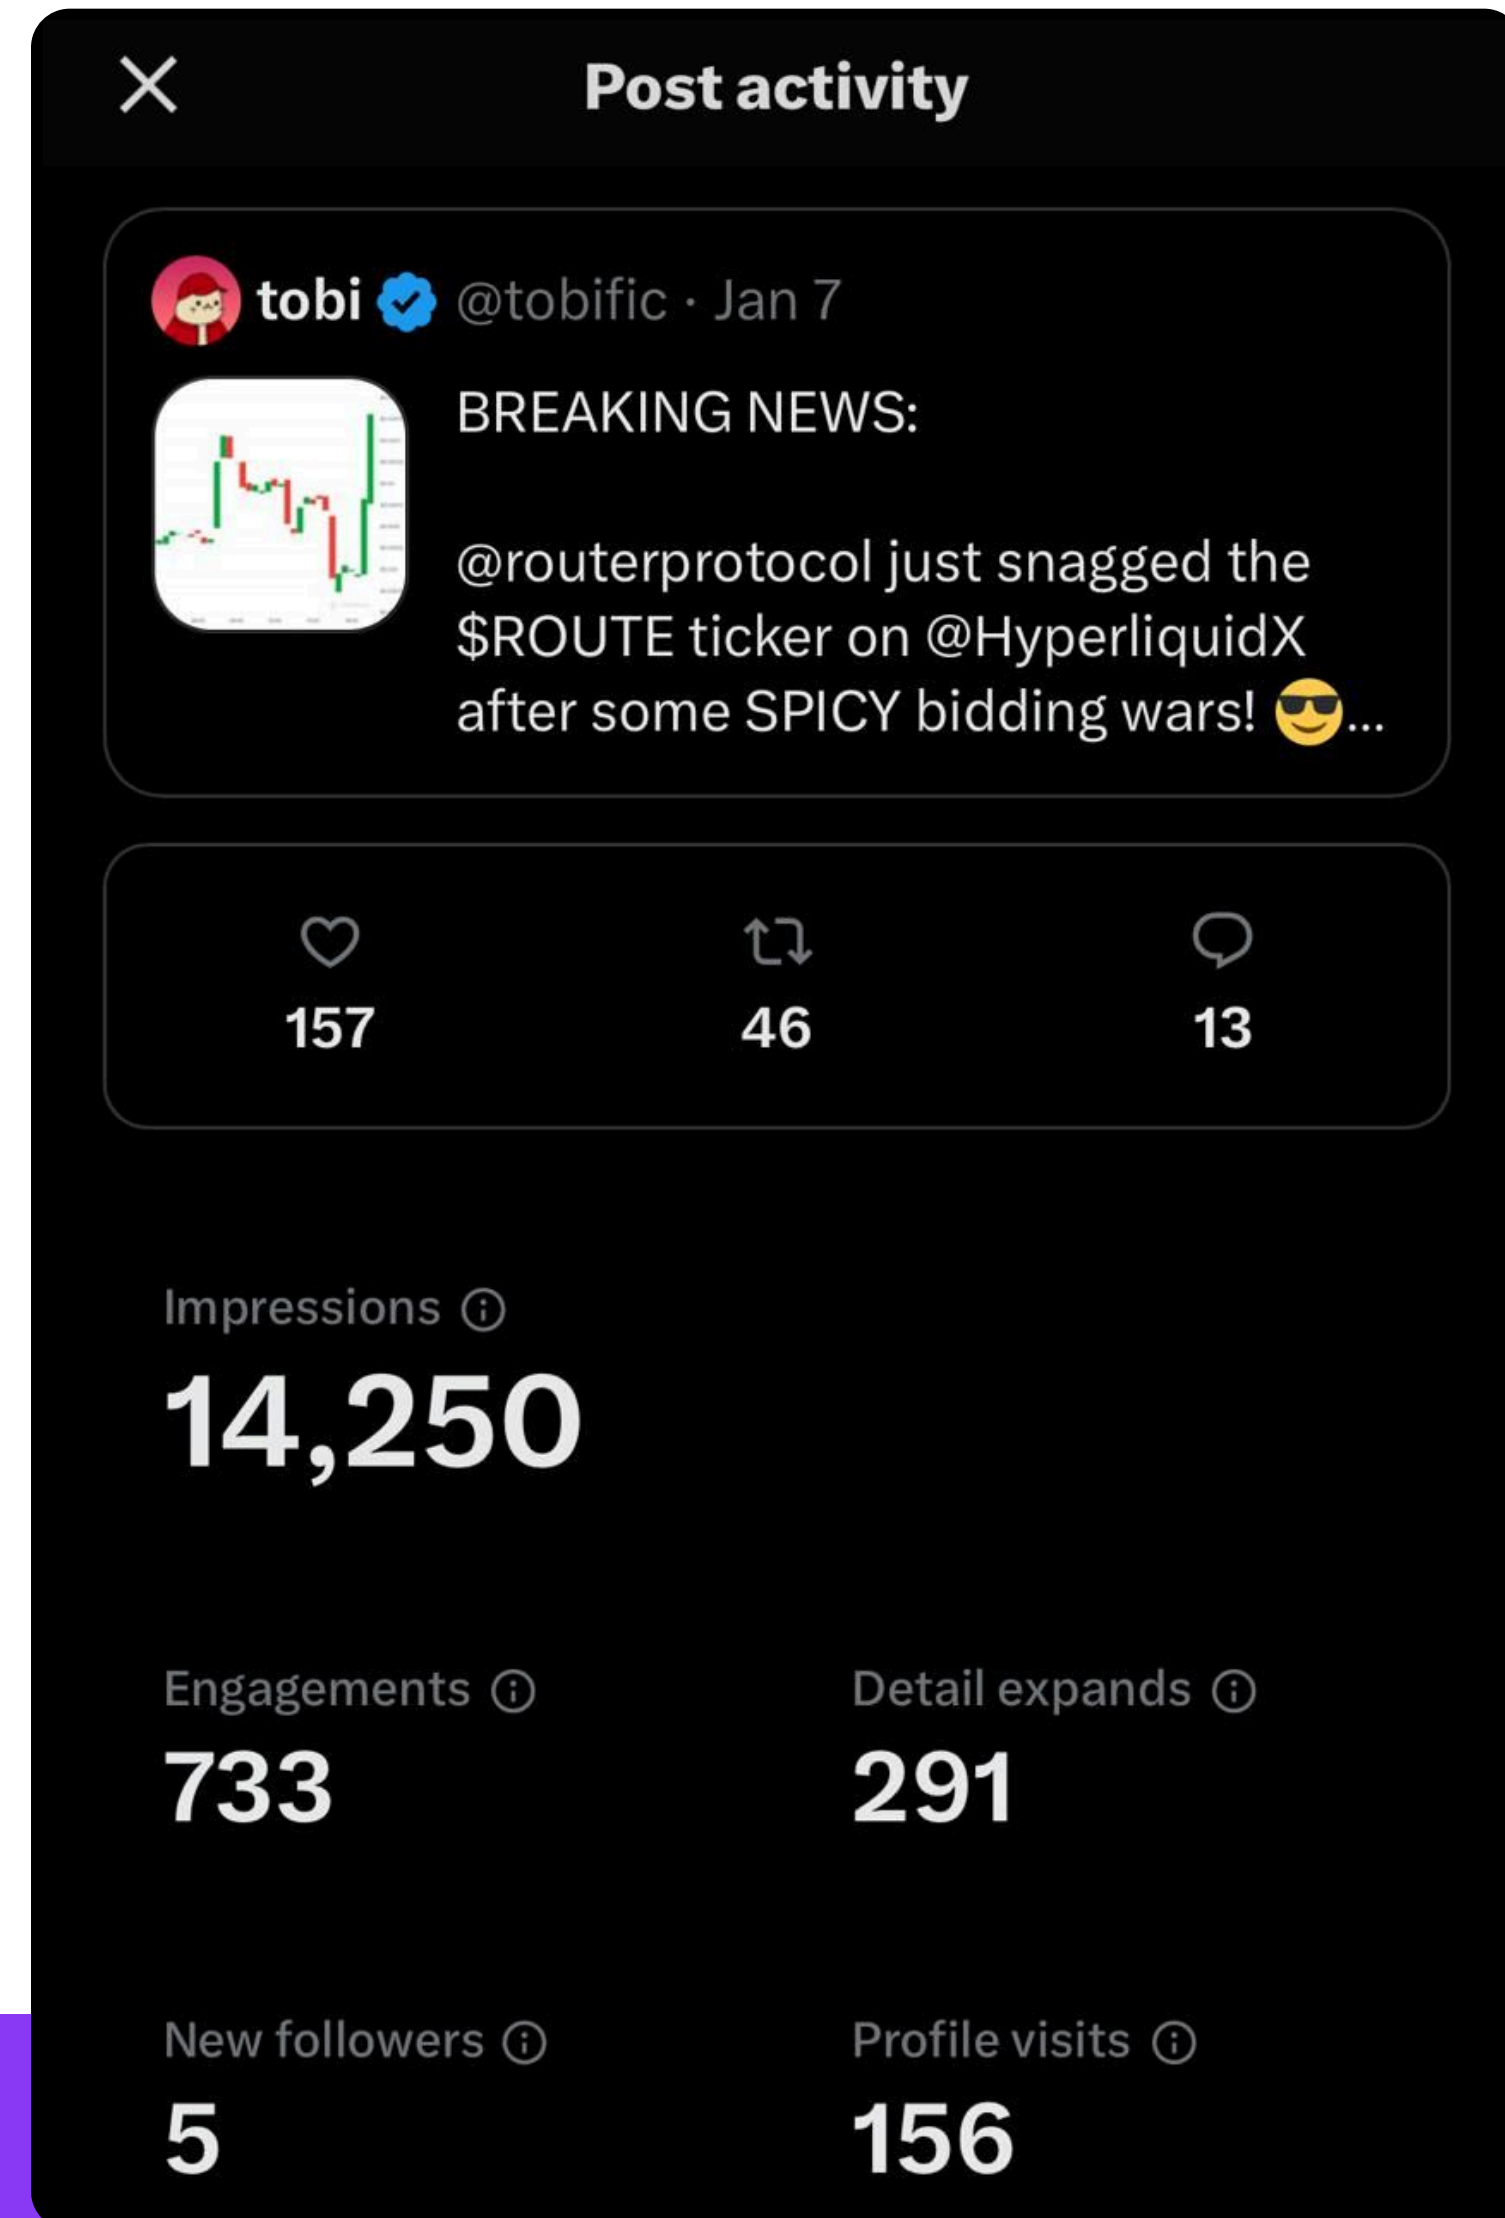 Post activity
tobi @tobific · Jan 7
BREAKING NEWS:
@routerprotocol just snagged the
$ROUTE ticker on @HyperliquidX
after some SPICY bidding wars! 😎...
157 46 13
Impressions
14,250
Engagements Detail expands
733 291
New followers Profile visits
5 156